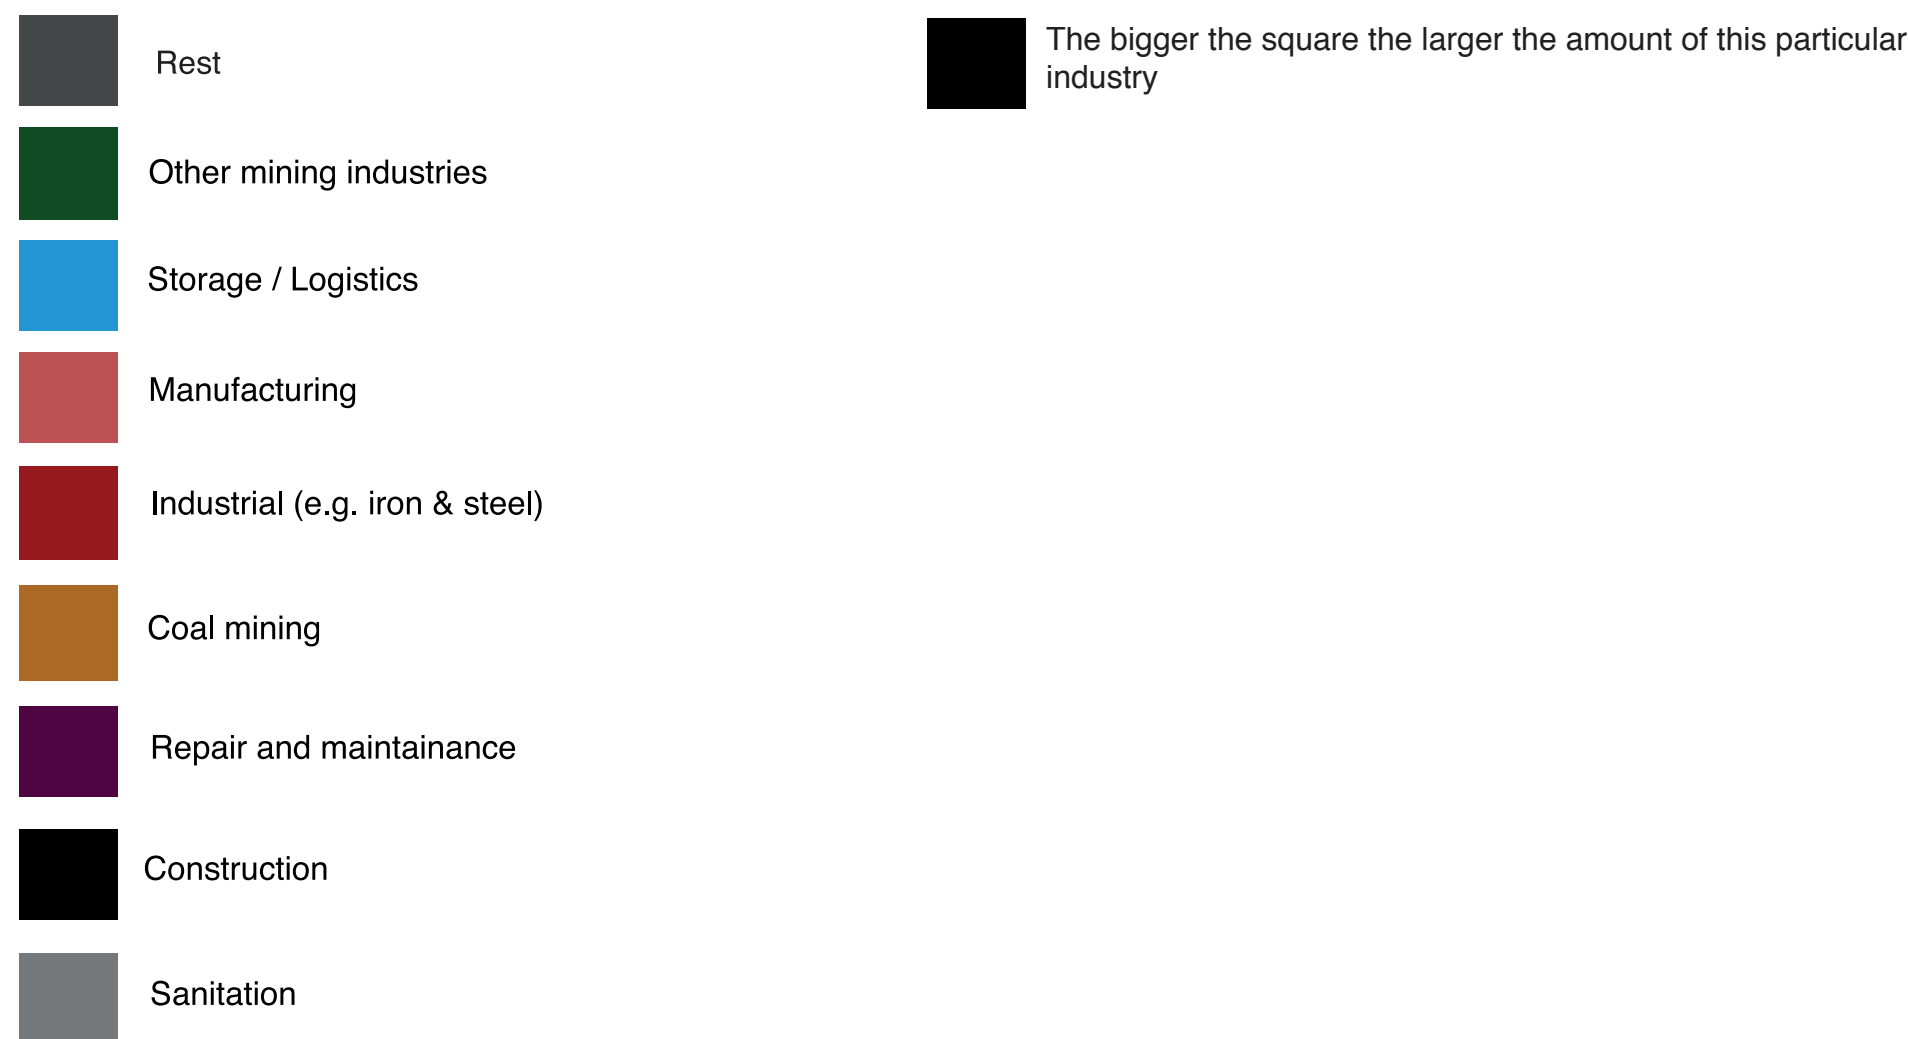 Rest
Other mining industries
Storage / Logistics
Manufacturing
Industrial (e.g. iron & steel)
Coal mining
Repair and maintainance
Construction
Sanitation
The bigger the square the larger the amount of this particular
industry